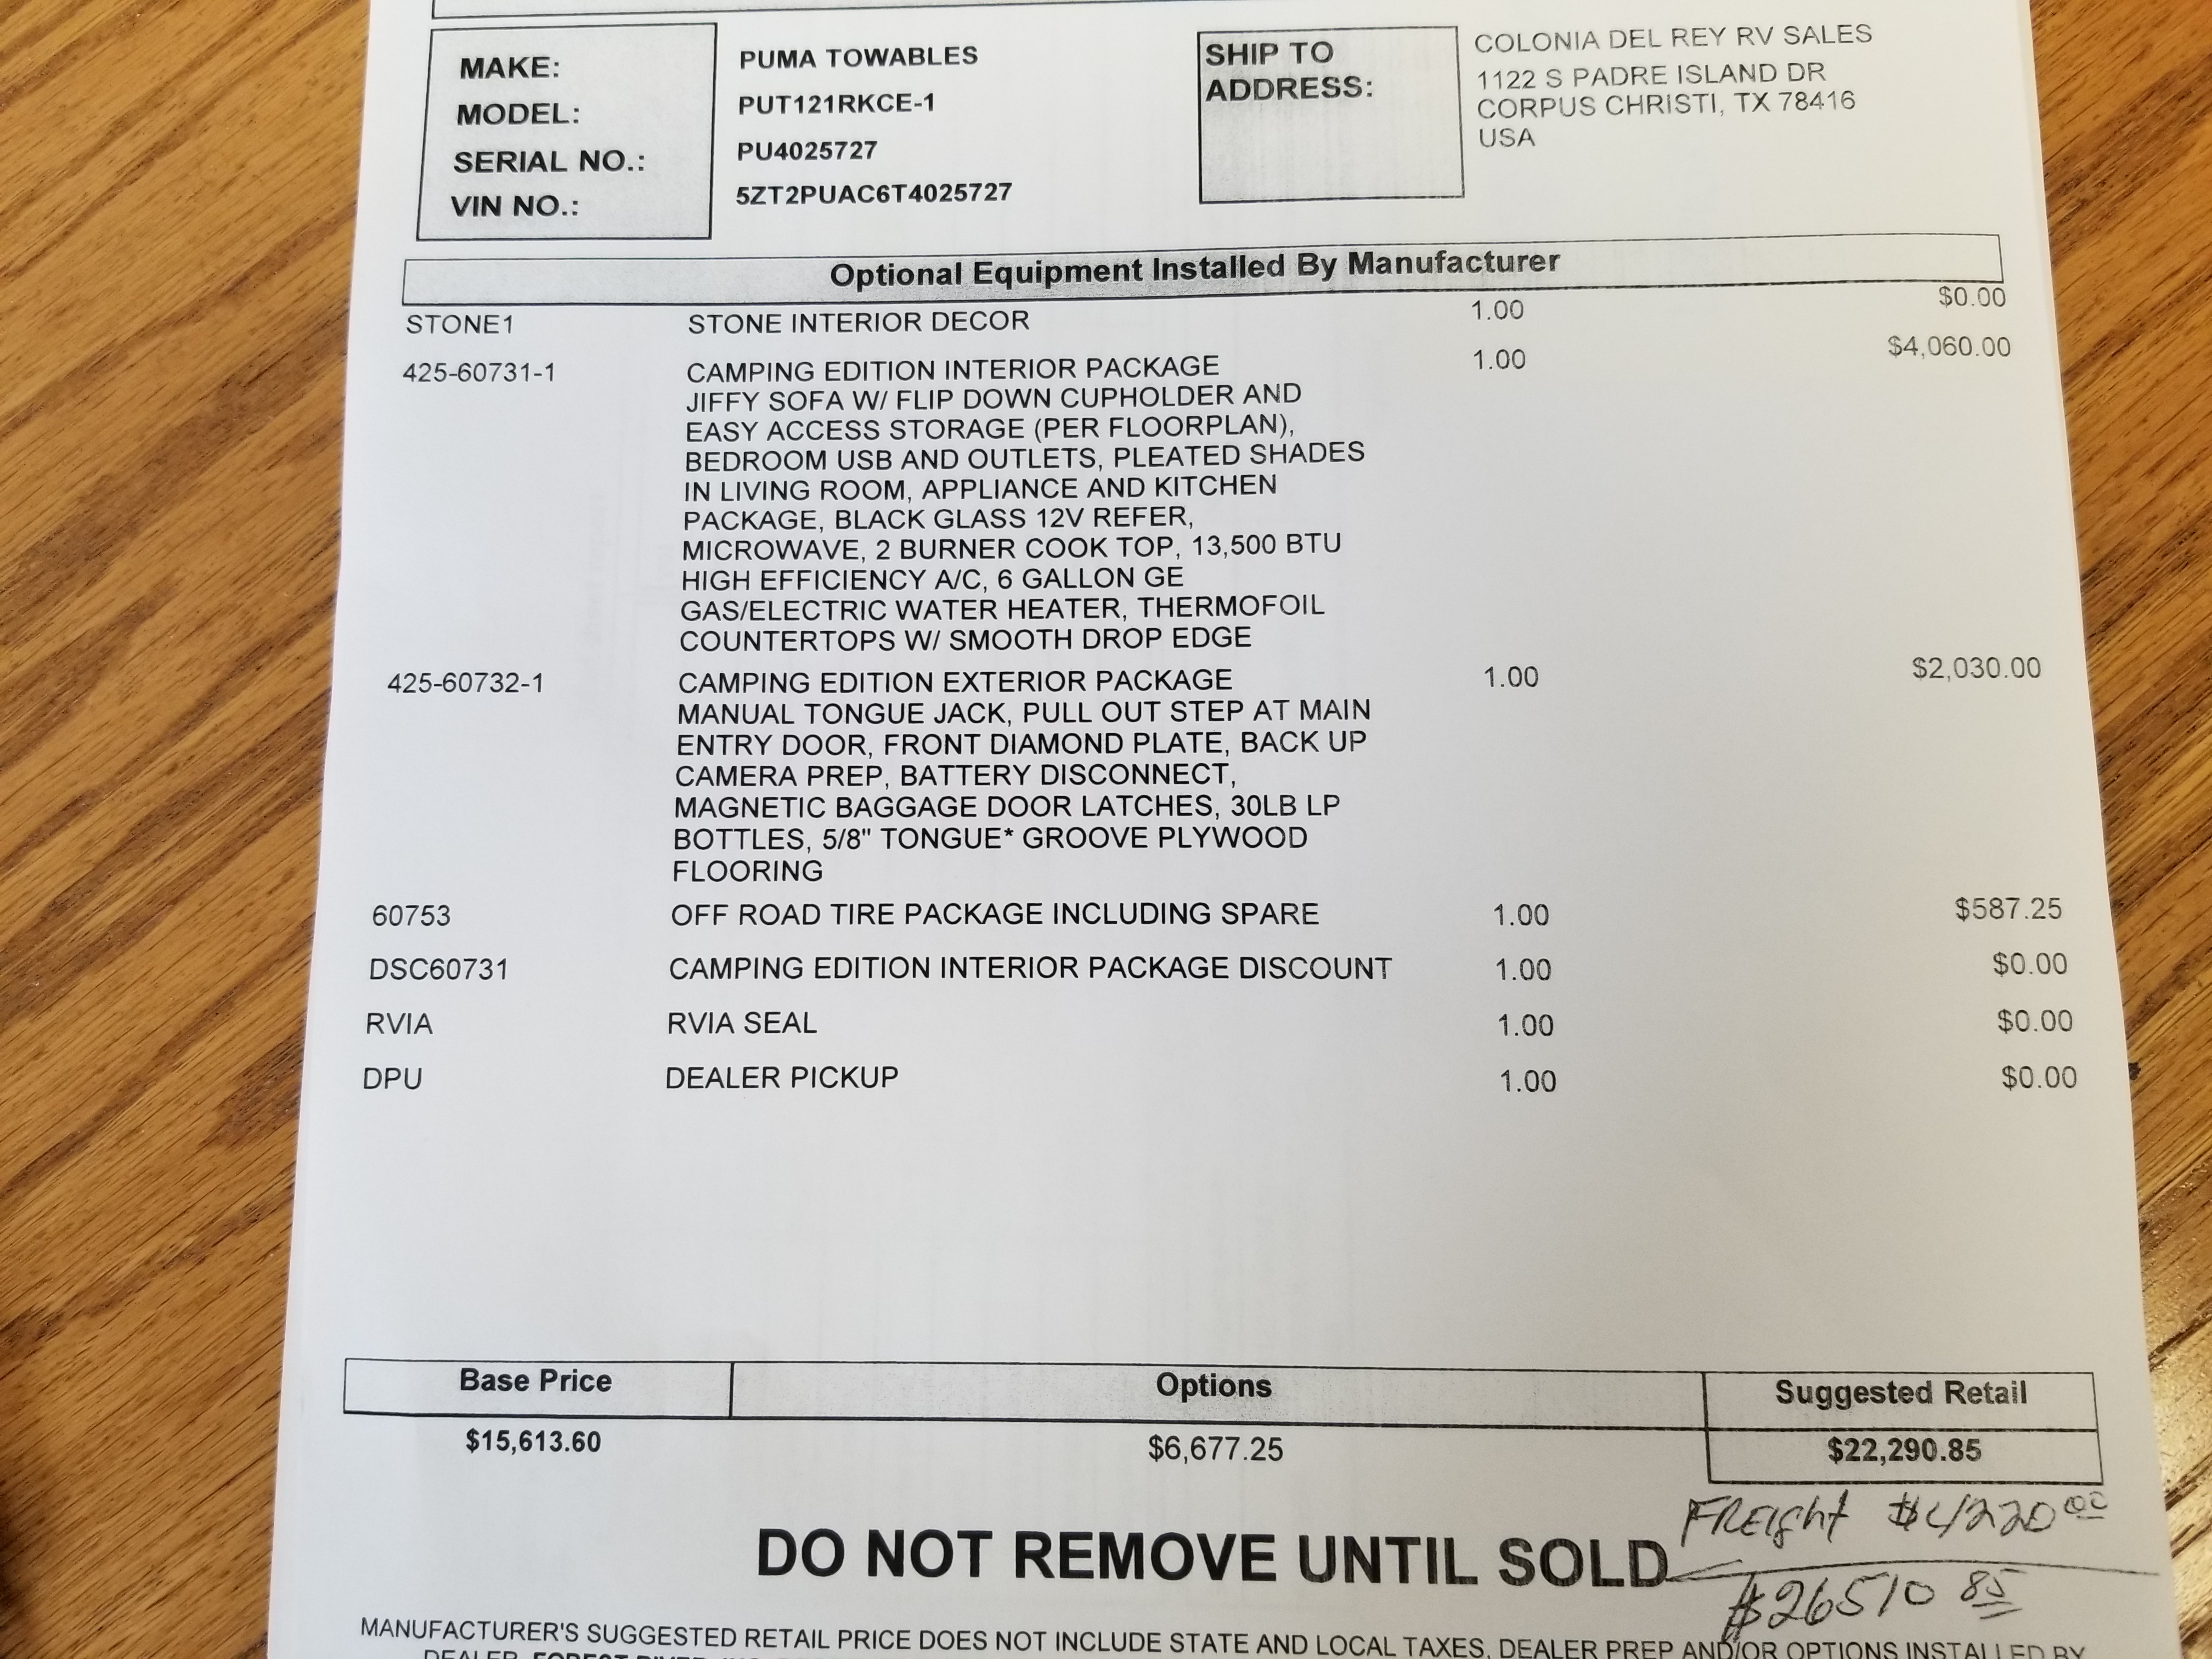 MAKE: PUMA TOWABLES
MODEL: PUT121RKCE-1
SERIAL NO.: PU4025727
VIN NO.: 5ZT2PUAC6T4025727
SHIP TO ADDRESS:
COLONIA DEL REY RV SALES
1122 S PADRE ISLAND DR
CORPUS CHRISTI, TX 78416
USA
Optional Equipment Installed By Manufacturer
STONE1 STONE INTERIOR DECOR 1.00 $0.00
425-60731-1 CAMPING EDITION INTERIOR PACKAGE 1.00 $4,060.00
JIFFY SOFA W/ FLIP DOWN CUPHOLDER AND
EASY ACCESS STORAGE (PER FLOORPLAN),
BEDROOM USB AND OUTLETS, PLEATED SHADES
IN LIVING ROOM, APPLIANCE AND KITCHEN
PACKAGE, BLACK GLASS 12V REFER,
MICROWAVE, 2 BURNER COOK TOP, 13,500 BTU
HIGH EFFICIENCY A/C, 6 GALLON GE
GAS/ELECTRIC WATER HEATER, THERMOFOIL
COUNTERTOPS W/ SMOOTH DROP EDGE
425-60732-1 CAMPING EDITION EXTERIOR PACKAGE 1.00 $2,030.00
MANUAL TONGUE JACK, PULL OUT STEP AT MAIN
ENTRY DOOR, FRONT DIAMOND PLATE, BACK UP
CAMERA PREP, BATTERY DISCONNECT,
MAGNETIC BAGGAGE DOOR LATCHES, 30LB LP
BOTTLES, 5/8" TONGUE* GROOVE PLYWOOD
FLOORING
60753 OFF ROAD TIRE PACKAGE INCLUDING SPARE 1.00 $587.25
DSC60731 CAMPING EDITION INTERIOR PACKAGE DISCOUNT 1.00 $0.00
RVIA RVIA SEAL 1.00 $0.00
DPU DEALER PICKUP 1.00 $0.00
Base Price Options Suggested Retail
$15,613.60 $6,677.25 $22,290.85
FREIGHT $4220 00
DO NOT REMOVE UNTIL SOLD
$26510 85
MANUFACTURER'S SUGGESTED RETAIL PRICE DOES NOT INCLUDE STATE AND LOCAL TAXES, DEALER PREP AND/OR OPTIONS INSTALLED BY